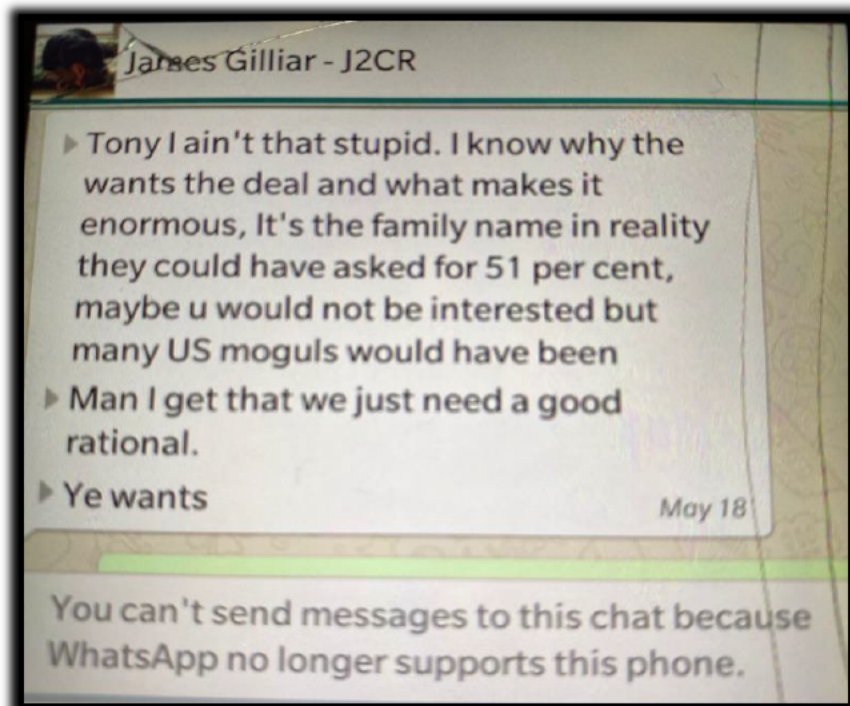 James Gilliar - J2CR
Tony I ain't that stupid. I know why the
wants the deal and what makes it
enormous, It's the family name in reality
they could have asked for 51 per cent,
maybe u would not be interested but
many US moguls would have been
Man I get that we just need a good
rational.
Ye wants
May 18
You can't send messages to this chat because
WhatsApp no longer supports this phone.